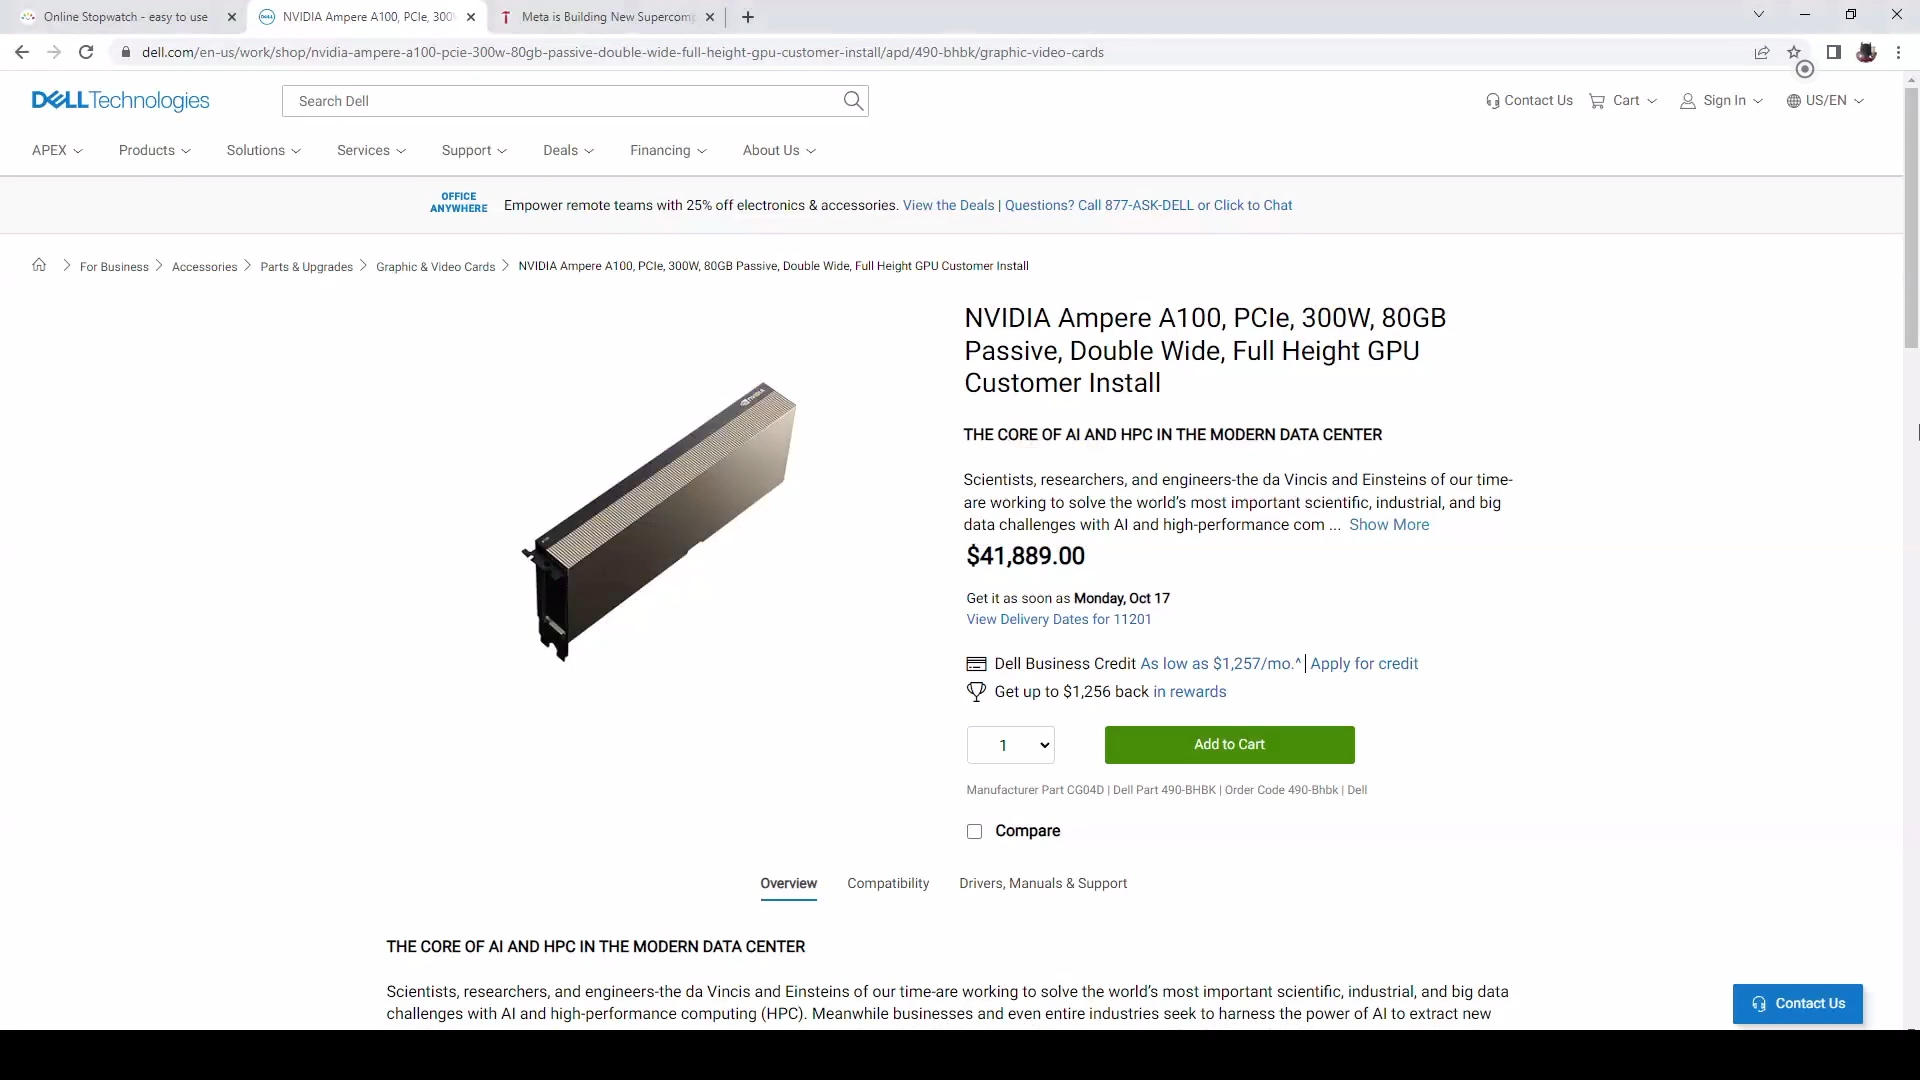 Online Stopwatch - easy to use
NVIDIA Ampere A100, PCIe, 300W
Meta is Building New Supercomp
dell.com/en-us/work/shop/nvidia-ampere-a100-pcie-300w-80gb-passive-double-wide-full-height-gpu-customer-install/apd/490-bhbk/graphic-video-cards
DELLTechnologies
Search Dell
Contact Us
Cart
Sign In
US/EN
APEX
Products
Solutions
Services
Support
Deals
Financing
About Us
OFFICE
ANYWHERE
Empower remote teams with 25% off electronics & accessories. View the Deals | Questions? Call 877-ASK-DELL or Click to Chat
For Business > Accessories > Parts & Upgrades > Graphic & Video Cards > NVIDIA Ampere A100, PCIe, 300W, 80GB Passive, Double Wide, Full Height GPU Customer Install
NVIDIA
NVIDIA Ampere A100, PCIe, 300W, 80GB
Passive, Double Wide, Full Height GPU
Customer Install
THE CORE OF AI AND HPC IN THE MODERN DATA CENTER
Scientists, researchers, and engineers-the da Vincis and Einsteins of our time-
are working to solve the world's most important scientific, industrial, and big
data challenges with AI and high-performance com ... Show More
$41,889.00
Get it as soon as Monday, Oct 17
View Delivery Dates for 11201
Dell Business Credit As low as $1,257/mo.^ | Apply for credit
Get up to $1,256 back in rewards
1
Add to Cart
Manufacturer Part CG04D | Dell Part 490-BHBK | Order Code 490-Bhbk | Dell
Compare
Overview
Compatibility
Drivers, Manuals & Support
THE CORE OF AI AND HPC IN THE MODERN DATA CENTER
Scientists, researchers, and engineers-the da Vincis and Einsteins of our time-are working to solve the world's most important scientific, industrial, and big data
challenges with AI and high-performance computing (HPC). Meanwhile businesses and even entire industries seek to harness the power of AI to extract new
Contact Us